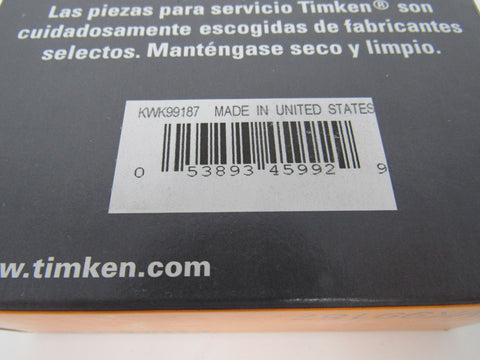 Las piezas para servicio Timken® son
cuidadosamente escogidas de fabricantes
selectos. Manténgase seco y limpio.
KWK99187 MADE IN UNITED STATES
0 53893 45992 9
w.timken.com